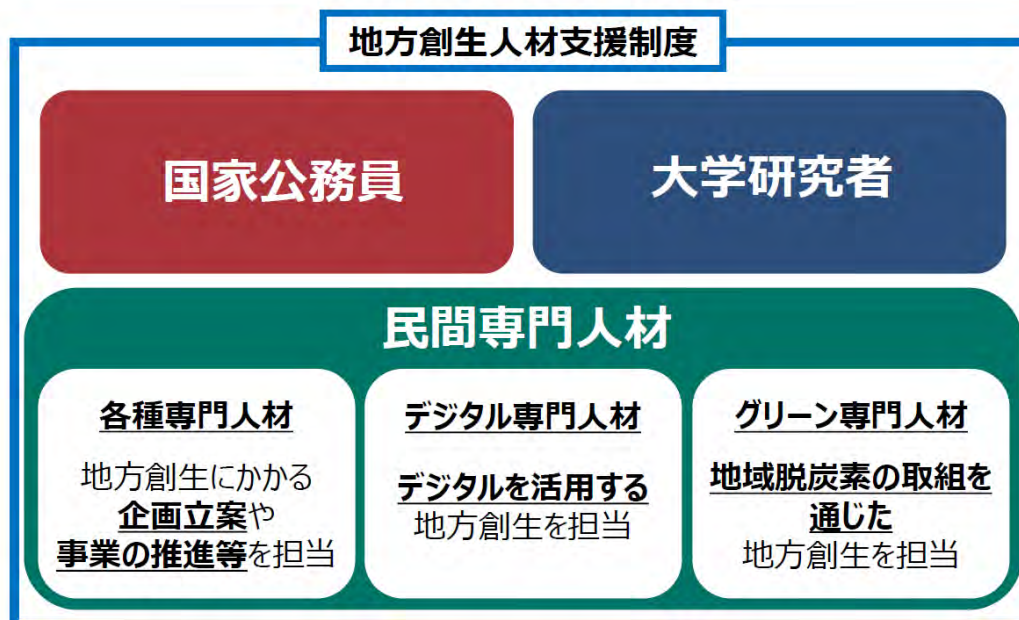 地方創生人材支援制度
国家公務員
大学研究者
民間専門人材
各種専門人材
地方創生にかかる
企画立案や
事業の推進等を担当
デジタル専門人材
デジタルを活用する
地方創生を担当
グリーン専門人材
地域脱炭素の取組を
通じた
地方創生を担当